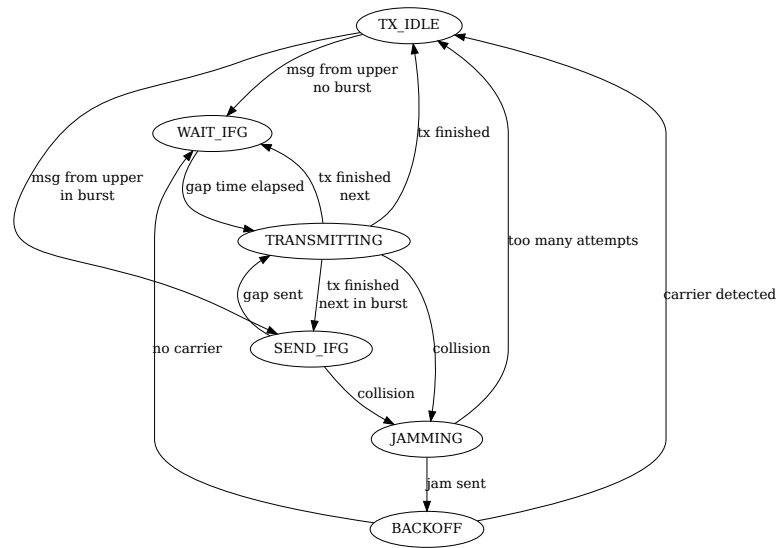 TX_IDLE
msg from upper
no burst
WAIT_IFG
tx finished
msg from upper
in burst
gap time elapsed
tx finished
next
TRANSMITTING
too many attempts
gap sent
tx finished
next in burst
carrier detected
no carrier
SEND_IFG
collision
collision
JAMMING
jam sent
BACKOFF